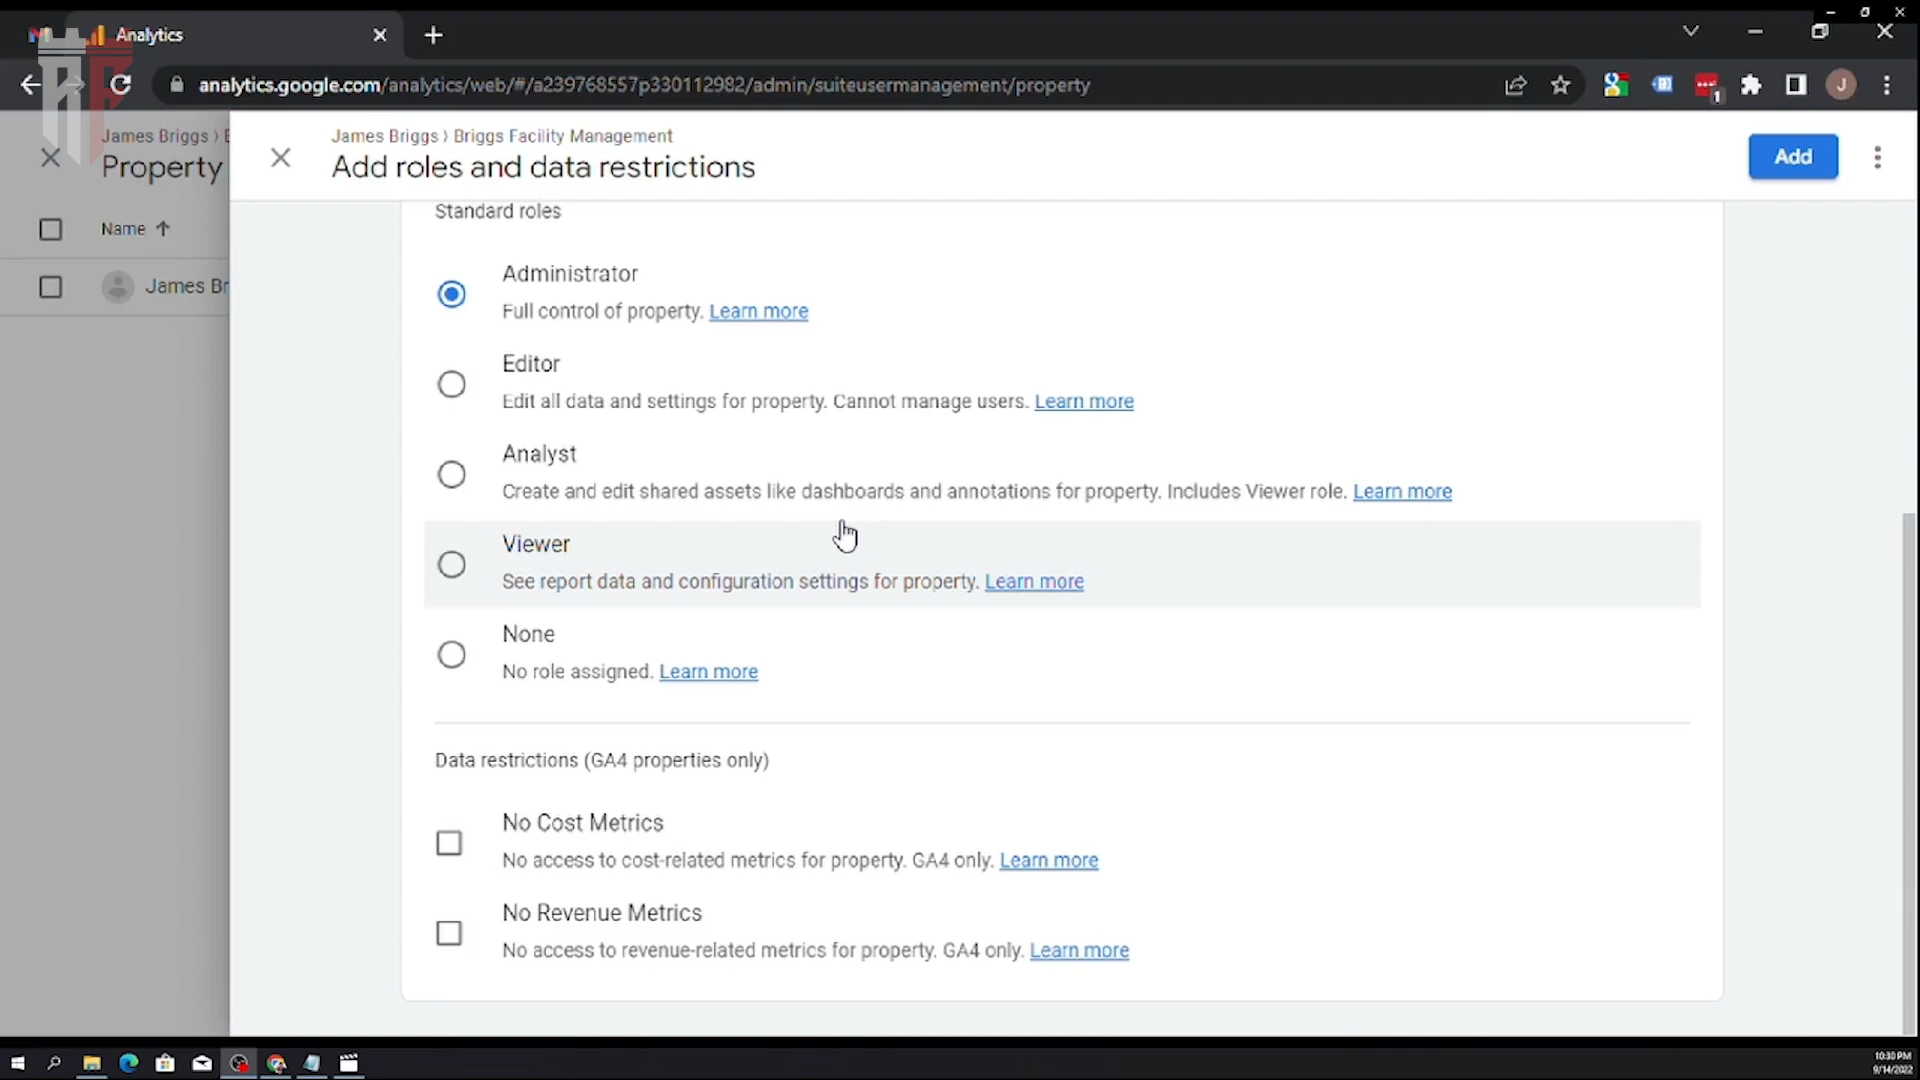 Analytics
analytics.google.com/analytics/web/#/a239768557p330112982/admin/suiteusermanagement/property
1
J
James Briggs
Property
Name
James Br
James Briggs Briggs Facility Management
Add roles and data restrictions
Add
Standard roles
Administrator
Full control of property. Learn more
Editor
Edit all data and settings for property. Cannot manage users. Learn more
Analyst
Create and edit shared assets like dashboards and annotations for property. Includes Viewer role. Learn more
Viewer
See report data and configuration settings for property. Learn more
None
No role assigned. Learn more
Data restrictions (GA4 properties only)
No Cost Metrics
No access to cost-related metrics for property. GA4 only. Learn more
No Revenue Metrics
No access to revenue-related metrics for property. GA4 only. Learn more
10:30 PM
9/14/2022